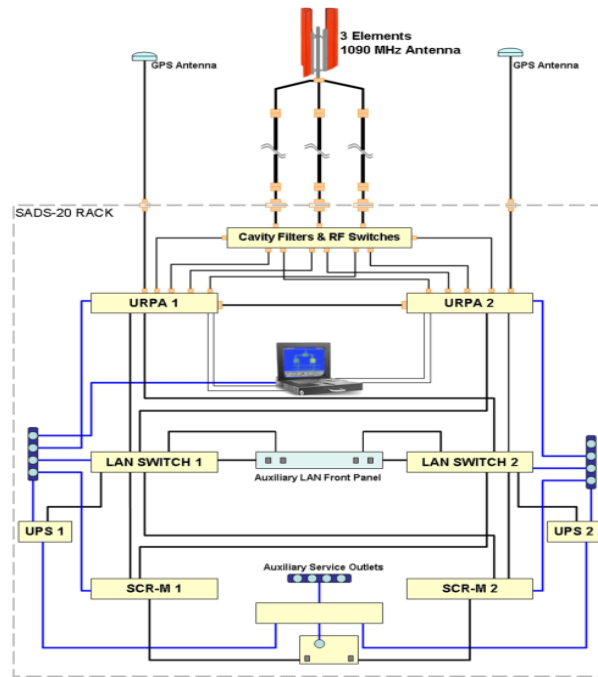 3 Elements
1090 MHz Antenna
GPS Antenna
GPS Antenna
SADS-20 RACK
Cavity Filters & RF Switches
URPA 1
URPA 2
LAN SWITCH 1
LAN SWITCH 2
Auxiliary LAN Front Panel
UPS 1
UPS 2
Auxiliary Service Outlets
SCR-M 1
SCR-M 2